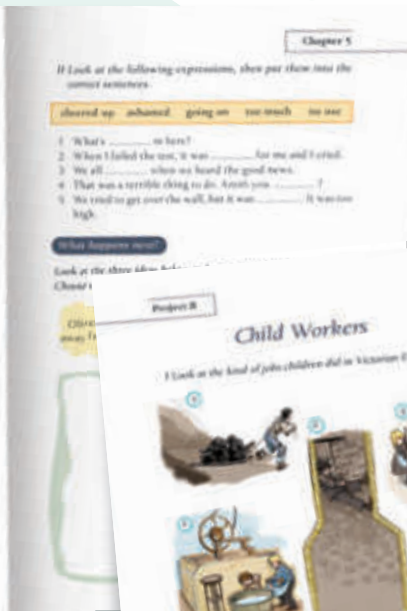 Chapter 5
II Look at the following expressions, then put them into the
correct sentences.
cheered up ashamed going on too much no use
1 What's ........ in here?
2 When I failed the test, it was ........ for me and I cried.
3 We all ........ when we heard the good news.
4 That was a terrible thing to do. Aren't you ........ ?
5 We tried to get over the wall, but it was ........ . It was too
high.
What happens next?
Look at the three ideas
Choose
away
Project B
Child Workers
1 Look at the kind of jobs children did in Victorian